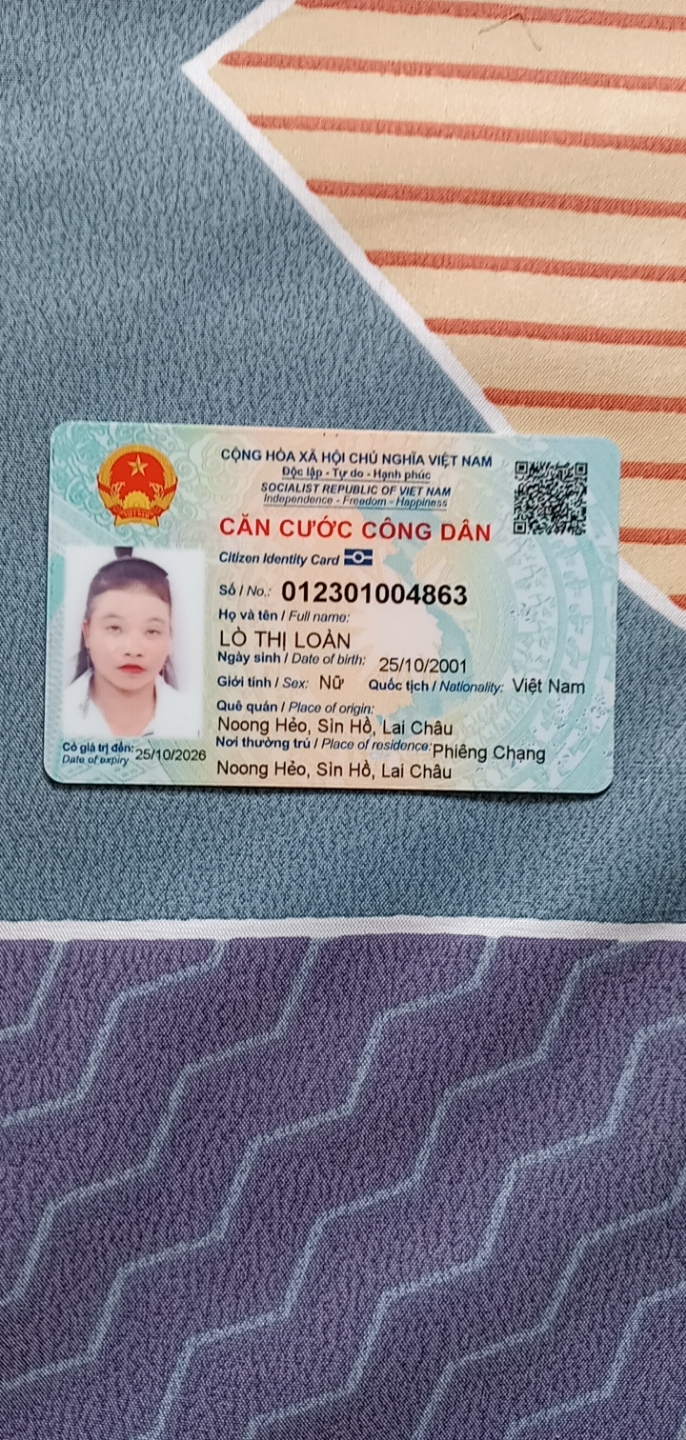 CỘNG HÒA XÃ HỘI CHỦ NGHĨA VIỆT NAM
Độc lập - Tự do - Hạnh phúc
SOCIALIST REPUBLIC OF VIET NAM
Independence - Freedom - Happiness
CĂN CƯỚC CÔNG DÂN
Citizen Identity Card
Số / No.: 012301004863
Họ và tên / Full name:
LÒ THỊ LOẢN
Ngày sinh / Date of birth: 25/10/2001
Giới tính / Sex: Nữ Quốc tịch / Nationality: Việt Nam
Quê quán / Place of origin:
Noong Hẻo, Sìn Hồ, Lai Châu
Nơi thường trú / Place of residence: Phiêng Chạng
Noong Hẻo, Sìn Hồ, Lai Châu
Có giá trị đến: 25/10/2026
Date of expiry